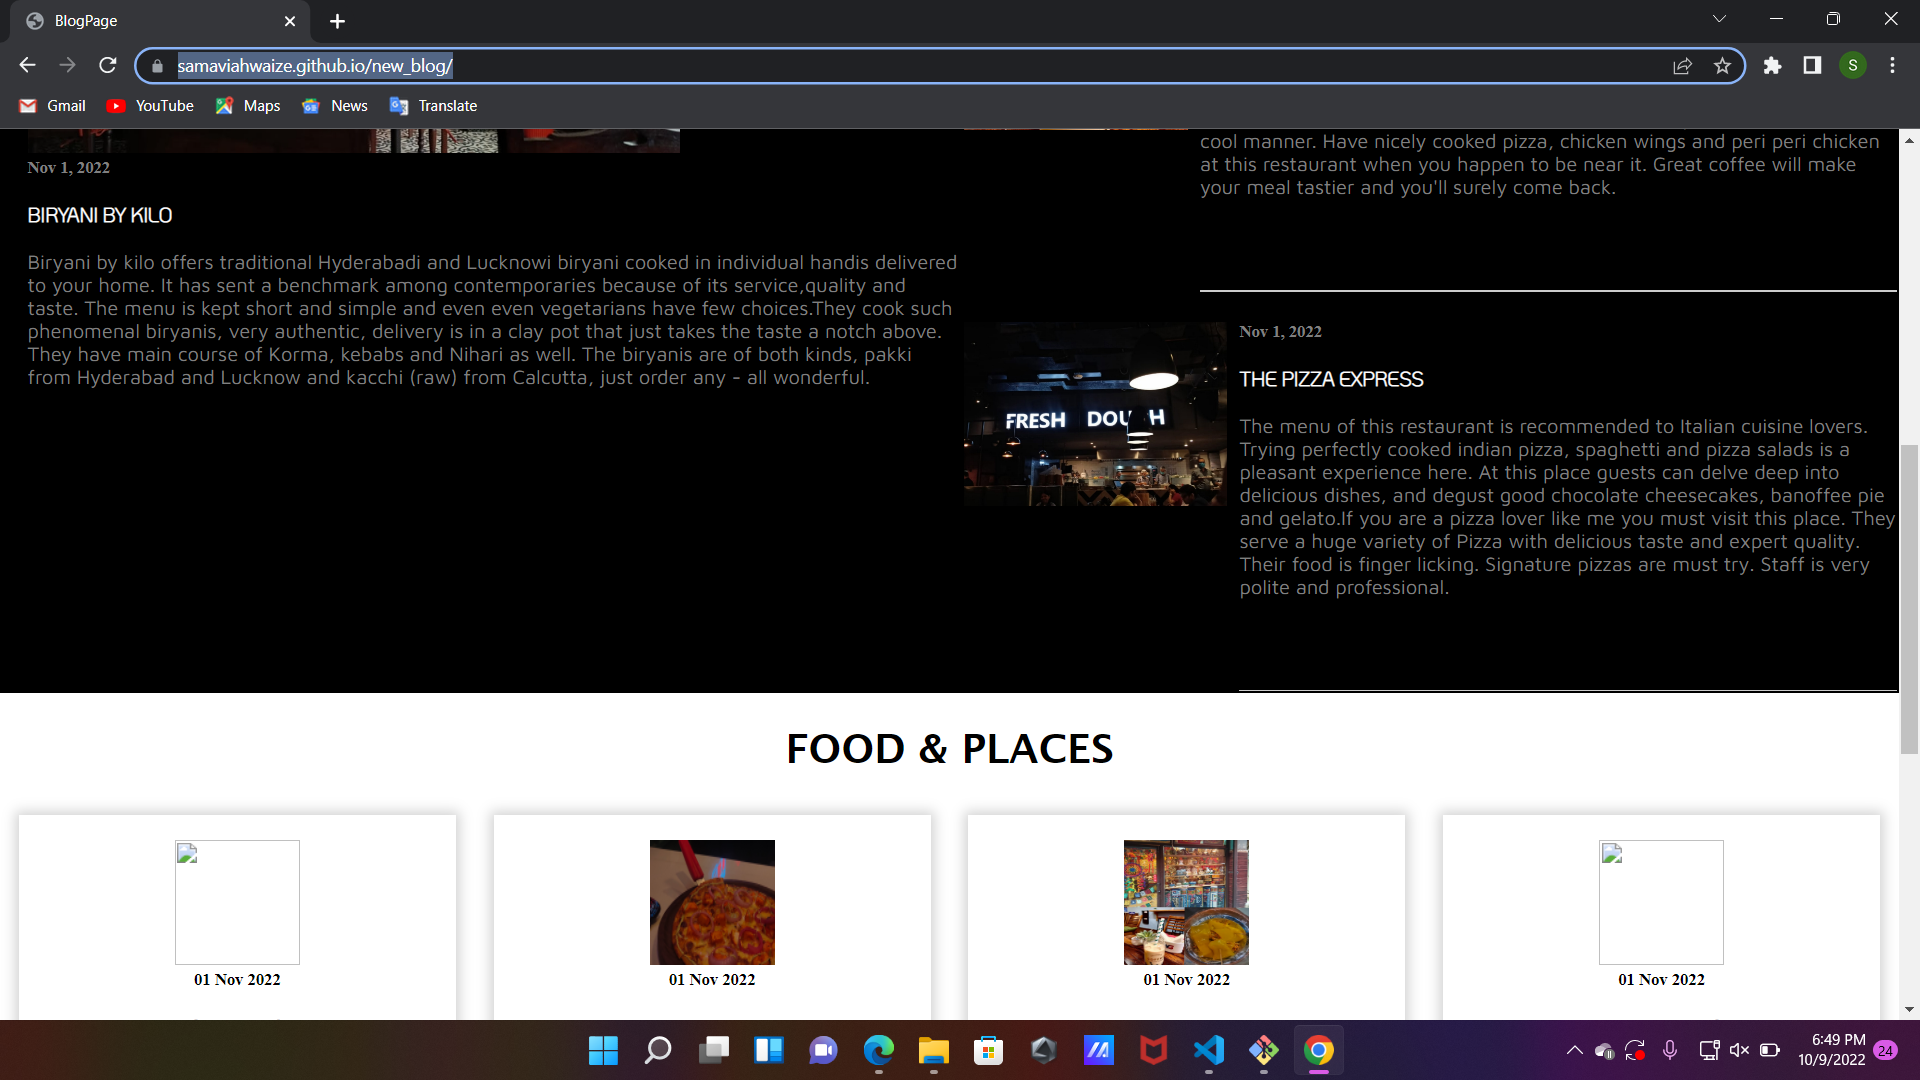 BlogPage
samaviahwaize.github.io/new_blog/
S
Gmail
YouTube
Maps
News
Translate
Nov 1, 2022
BIRYANI BY KILO
Biryani by kilo offers traditional Hyderabadi and Lucknowi biryani cooked in individual handis delivered
to your home. It has sent a benchmark among contemporaries because of its service,quality and
taste. The menu is kept short and simple and even even vegetarians have few choices.They cook such
phenomenal biryanis, very authentic, delivery is in a clay pot that just takes the taste a notch above.
They have main course of Korma, kebabs and Nihari as well. The biryanis are of both kinds, pakki
from Hyderabad and Lucknow and kacchi (raw) from Calcutta, just order any - all wonderful.
cool manner. Have nicely cooked pizza, chicken wings and peri peri chicken
at this restaurant when you happen to be near it. Great coffee will make
your meal tastier and you'll surely come back.
FRESH DOUGH
Nov 1, 2022
THE PIZZA EXPRESS
The menu of this restaurant is recommended to Italian cuisine lovers.
Trying perfectly cooked indian pizza, spaghetti and pizza salads is a
pleasant experience here. At this place guests can delve deep into
delicious dishes, and degust good chocolate cheesecakes, banoffee pie
and gelato.If you are a pizza lover like me you must visit this place. They
serve a huge variety of Pizza with delicious taste and expert quality.
Their food is finger licking. Signature pizzas are must try. Staff is very
polite and professional.
FOOD & PLACES
01 Nov 2022
01 Nov 2022
01 Nov 2022
01 Nov 2022
6:49 PM
10/9/2022
24